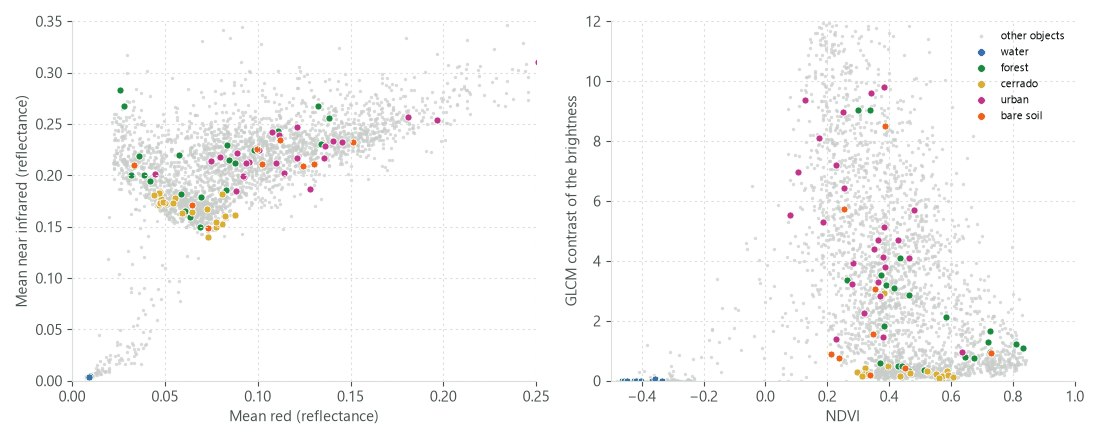 0.35
0.30
0.25
0.20
0.15
0.10
0.05
0.00
Mean near infrared (reflectance)
0.00 0.05 0.10 0.15 0.20 0.25
Mean red (reflectance)
12
10
8
6
4
2
0
GLCM contrast of the brightness
−0.4 −0.2 0.0 0.2 0.4 0.6 0.8 1.0
NDVI
other objects
water
forest
cerrado
urban
bare soil